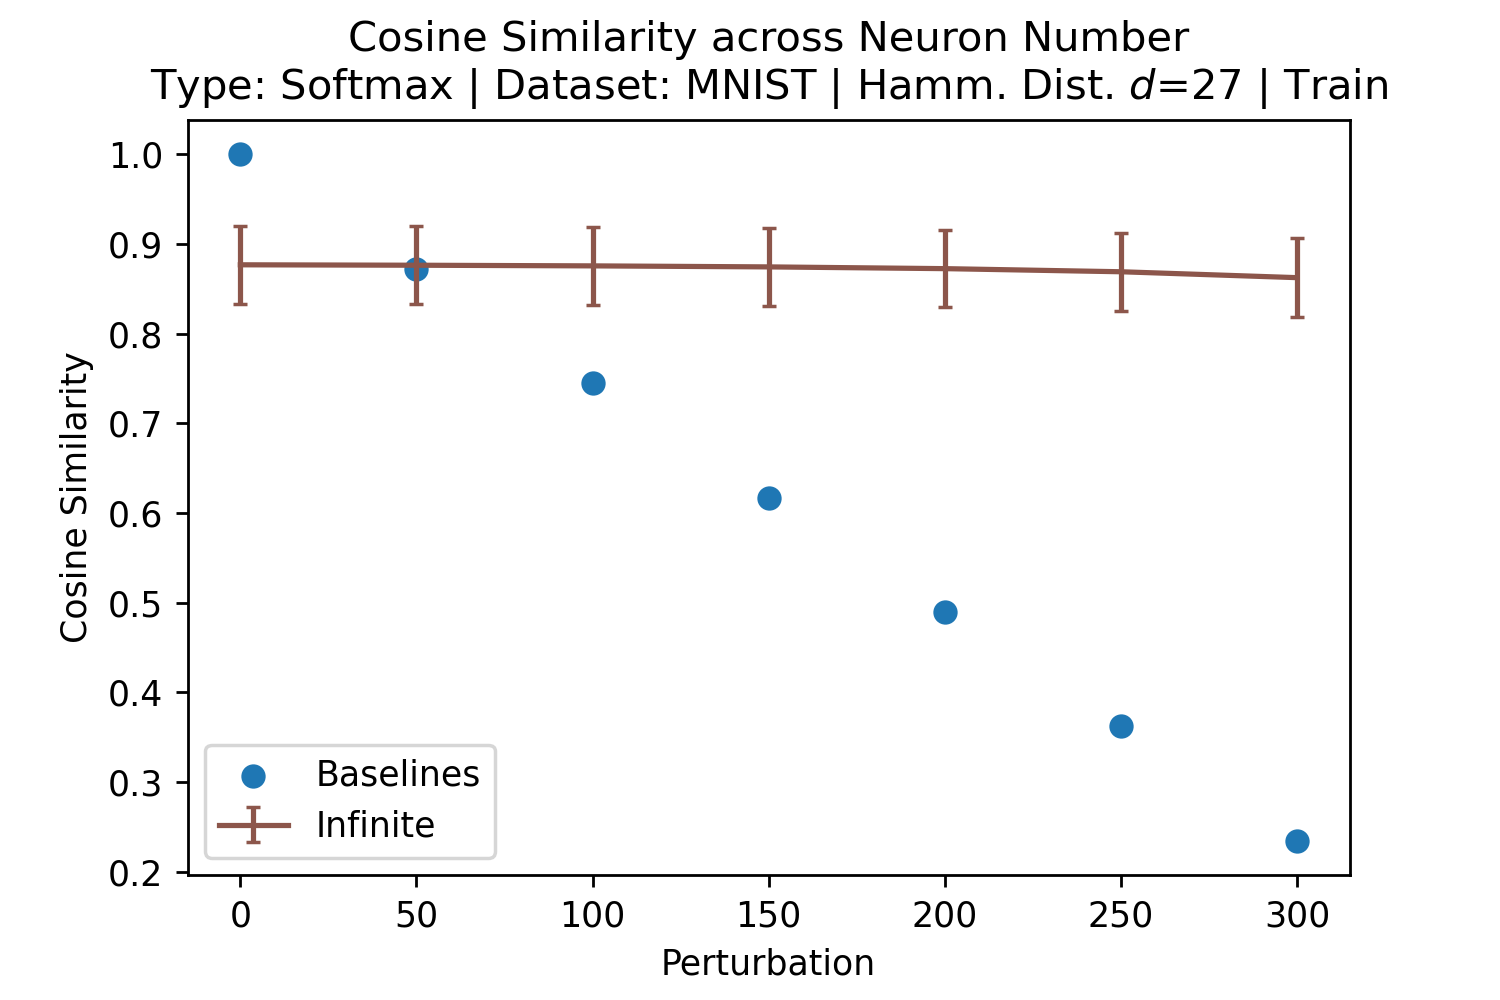 Cosine Similarity across Neuron Number
Type: Softmax | Dataset: MNIST | Hamm. Dist. d=27 | Train
1.0
0.9
0.8
0.7
0.6
0.5
0.4
0.3
0.2
Cosine Similarity
Baselines
Infinite
0 50 100 150 200 250 300
Perturbation